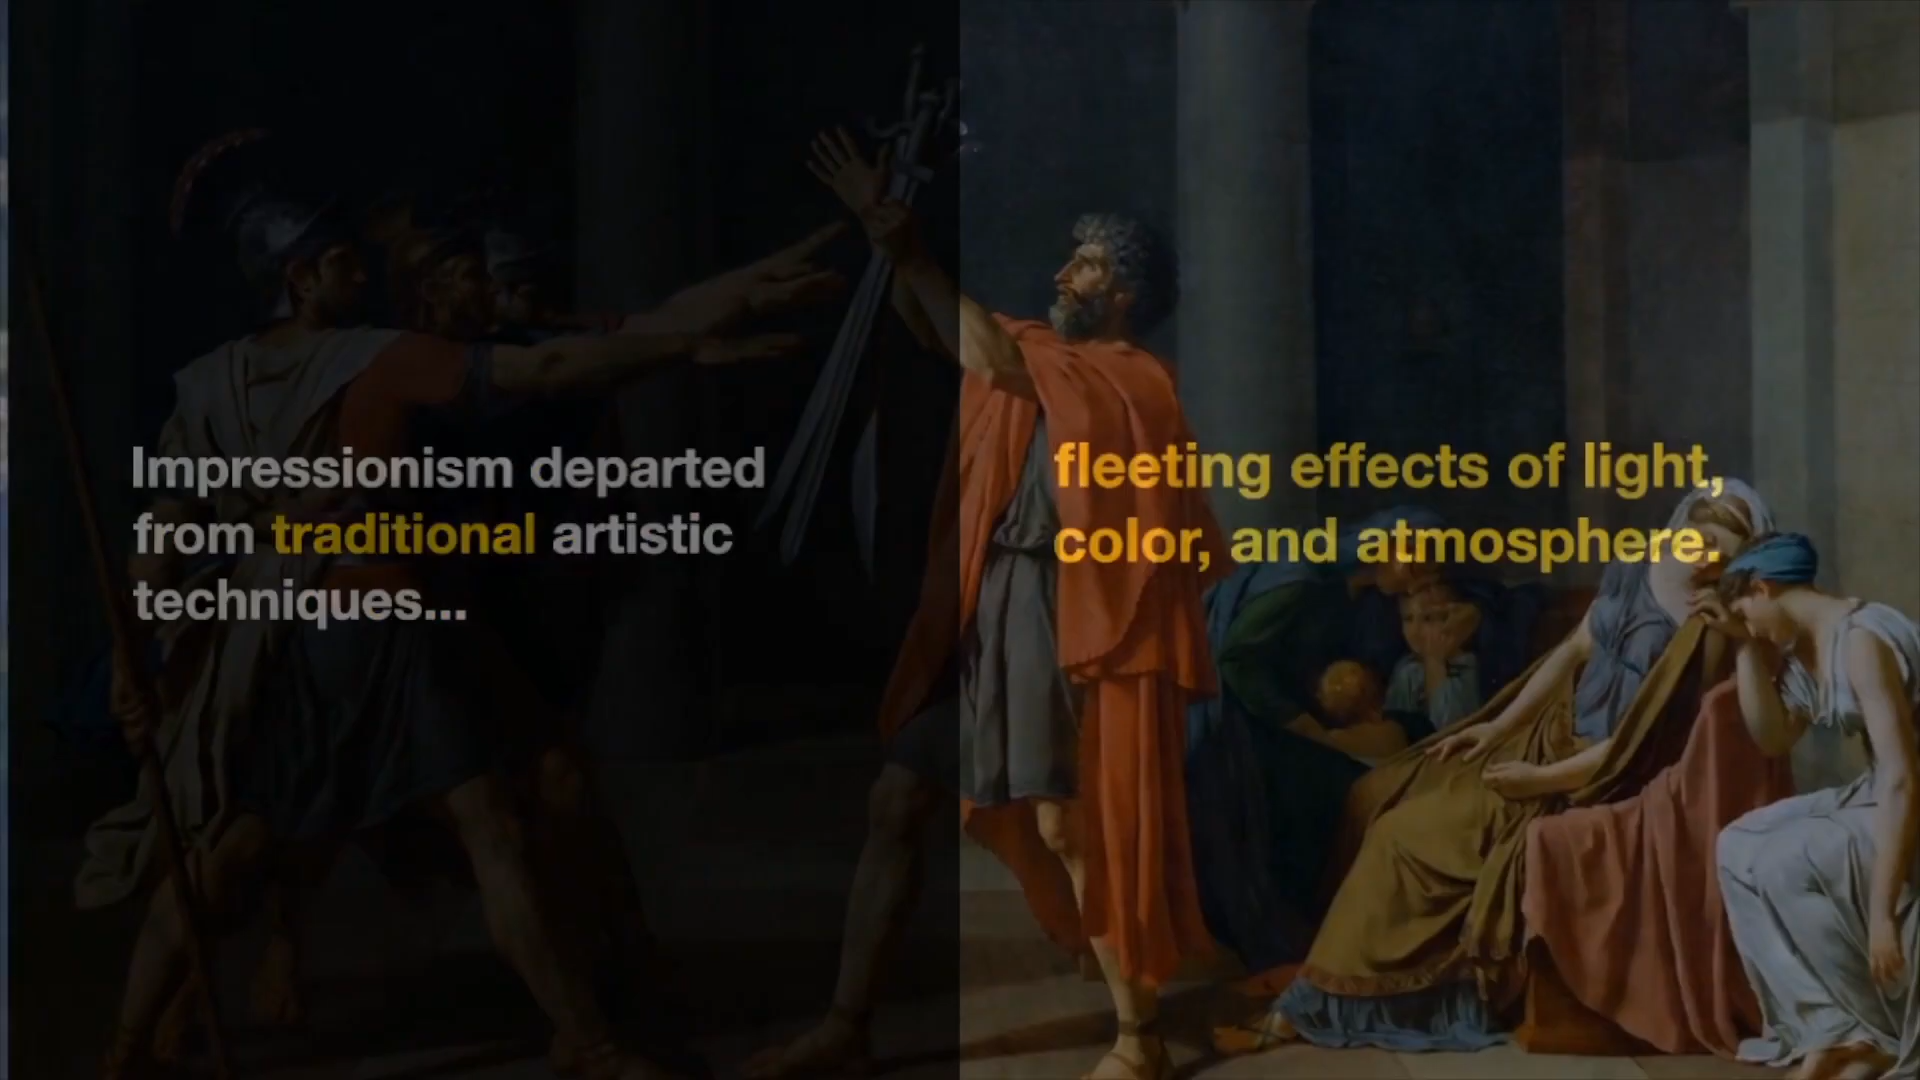 Impressionism departed
from traditional artistic
techniques...
fleeting effects of light,
color, and atmosphere.